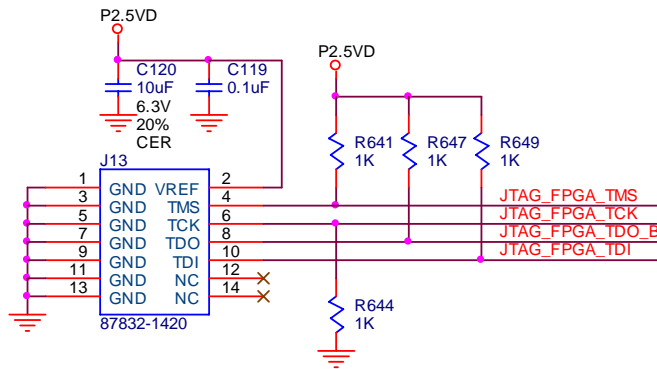 P2.5VD
C120
10uF
6.3V
20%
CER
C119
0.1uF
P2.5VD
R641
1K
R647
1K
R649
1K
J13
1 GND VREF 2
3 GND TMS 4
5 GND TCK 6
7 GND TDO 8
9 GND TDI 10
11 GND NC 12
13 GND NC 14
87832-1420
JTAG_FPGA_TMS
JTAG_FPGA_TCK
JTAG_FPGA_TDO_B
JTAG_FPGA_TDI
R644
1K